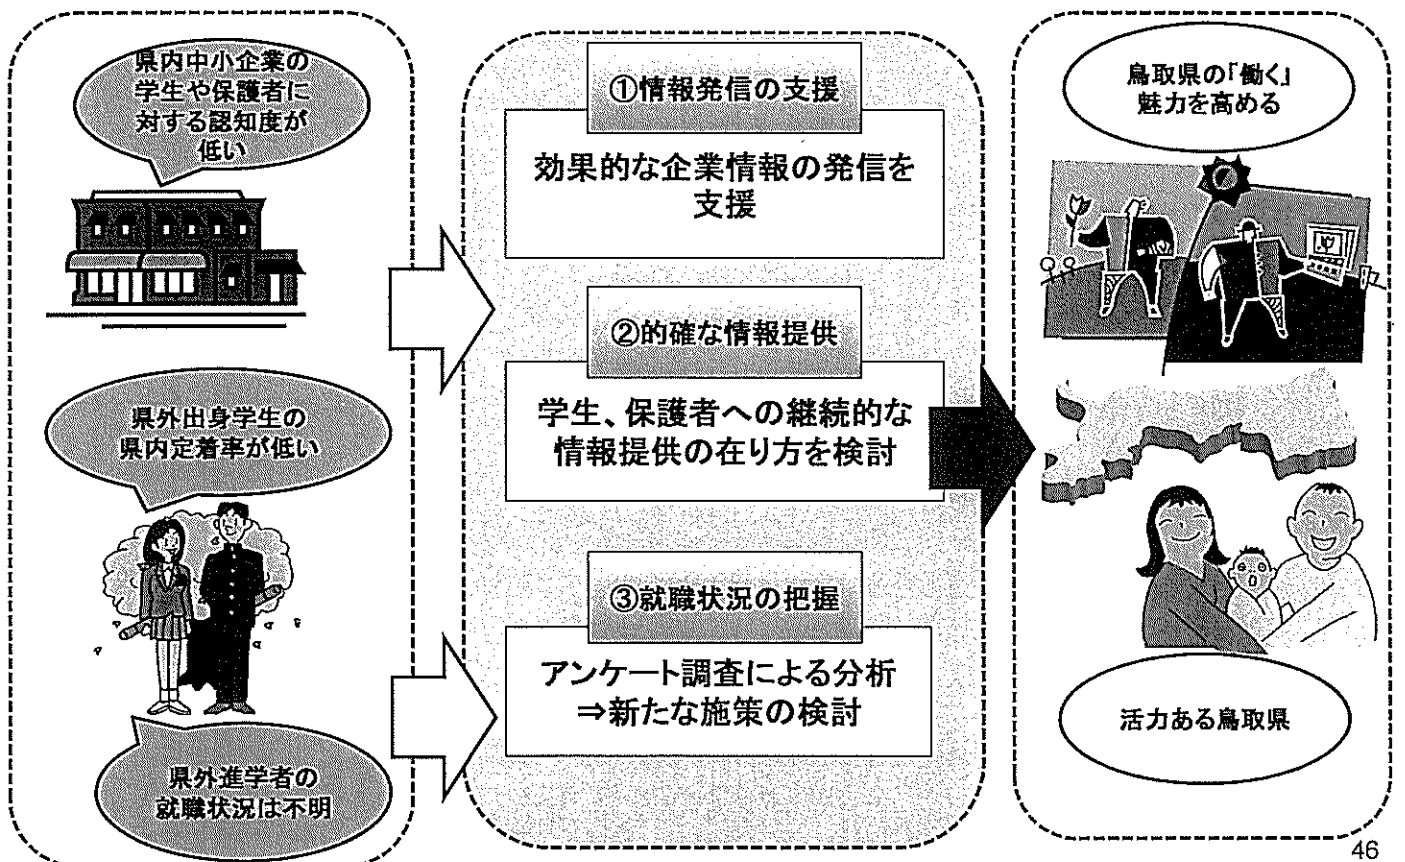 県内中小企業の
学生や保護者に
対する認知度が
低い
県外出身学生の
県内定着率が低い
県外進学者の
就職状況は不明
①情報発信の支援
効果的な企業情報の発信を
支援
②的確な情報提供
学生、保護者への継続的な
情報提供の在り方を検討
③就職状況の把握
アンケート調査による分析
⇒新たな施策の検討
鳥取県の「働く」
魅力を高める
活力ある鳥取県
46